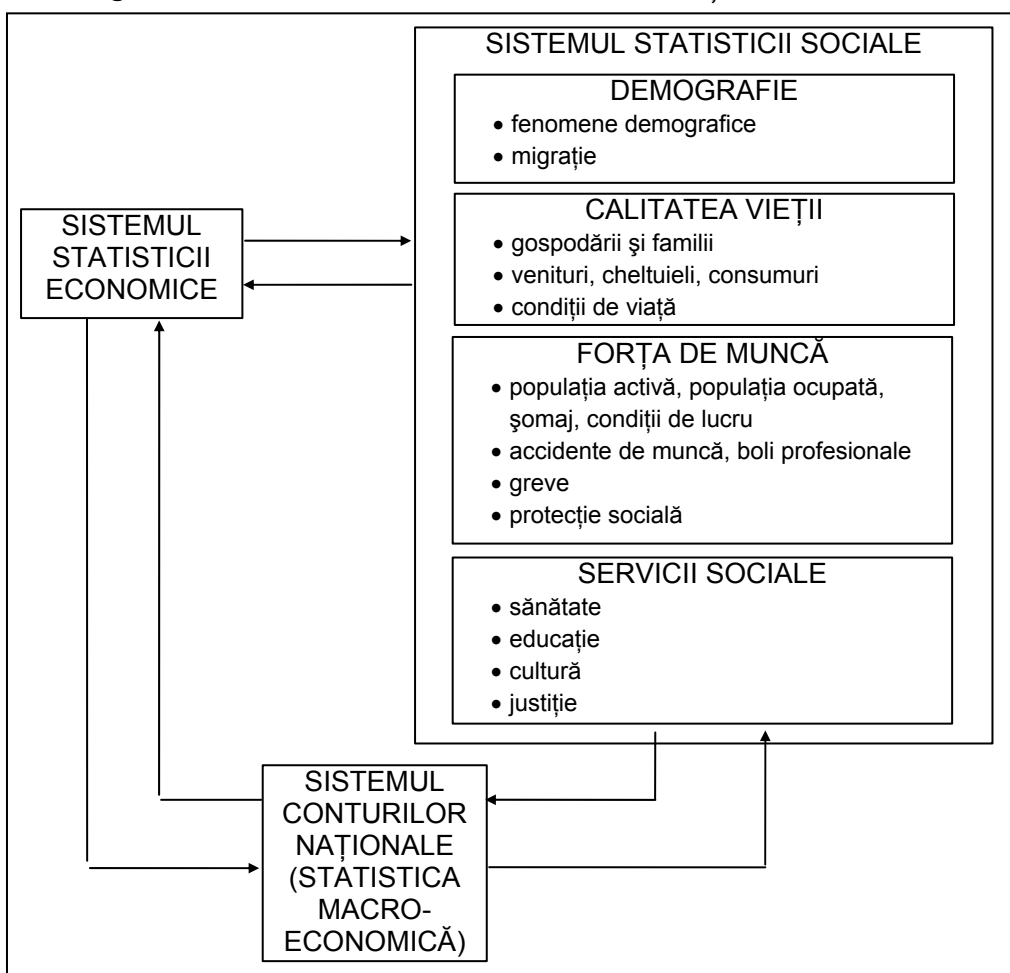 SISTEMUL STATISTICII SOCIALE
DEMOGRAFIE
• fenomene demografice
• migrație
CALITATEA VIEȚII
• gospodării şi familii
• venituri, cheltuieli, consumuri
• condiții de viață
FORȚA DE MUNCĂ
• populația activă, populația ocupată,
şomaj, condiții de lucru
• accidente de muncă, boli profesionale
• greve
• protecție socială
SERVICII SOCIALE
• sănătate
• educație
• cultură
• justiție
SISTEMUL
STATISTICII
ECONOMICE
SISTEMUL
CONTURILOR
NAȚIONALE
(STATISTICA
MACRO-
ECONOMICĂ)